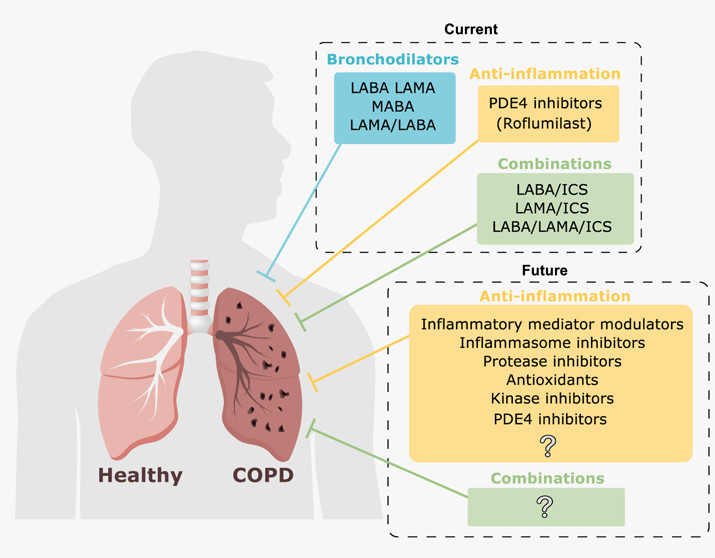 Current
Bronchodilators
LABA LAMA
MABA
LAMA/LABA
Anti-inflammation
PDE4 inhibitors
(Roflumilast)
Combinations
LABA/ICS
LAMA/ICS
LABA/LAMA/ICS
Future
Anti-inflammation
Inflammatory mediator modulators
Inflammasome inhibitors
Protease inhibitors
Antioxidants
Kinase inhibitors
PDE4 inhibitors
?
Combinations
?
Healthy
COPD